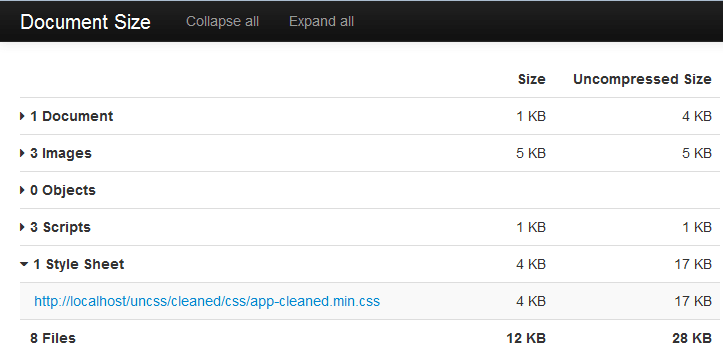 Document Size Collapse all Expand all
Size Uncompressed Size
1 Document 1 KB 4 KB
3 Images 5 KB 5 KB
0 Objects
3 Scripts 1 KB 1 KB
1 Style Sheet 4 KB 17 KB
http://localhost/uncss/cleaned/css/app-cleaned.min.css 4 KB 17 KB
8 Files 12 KB 28 KB